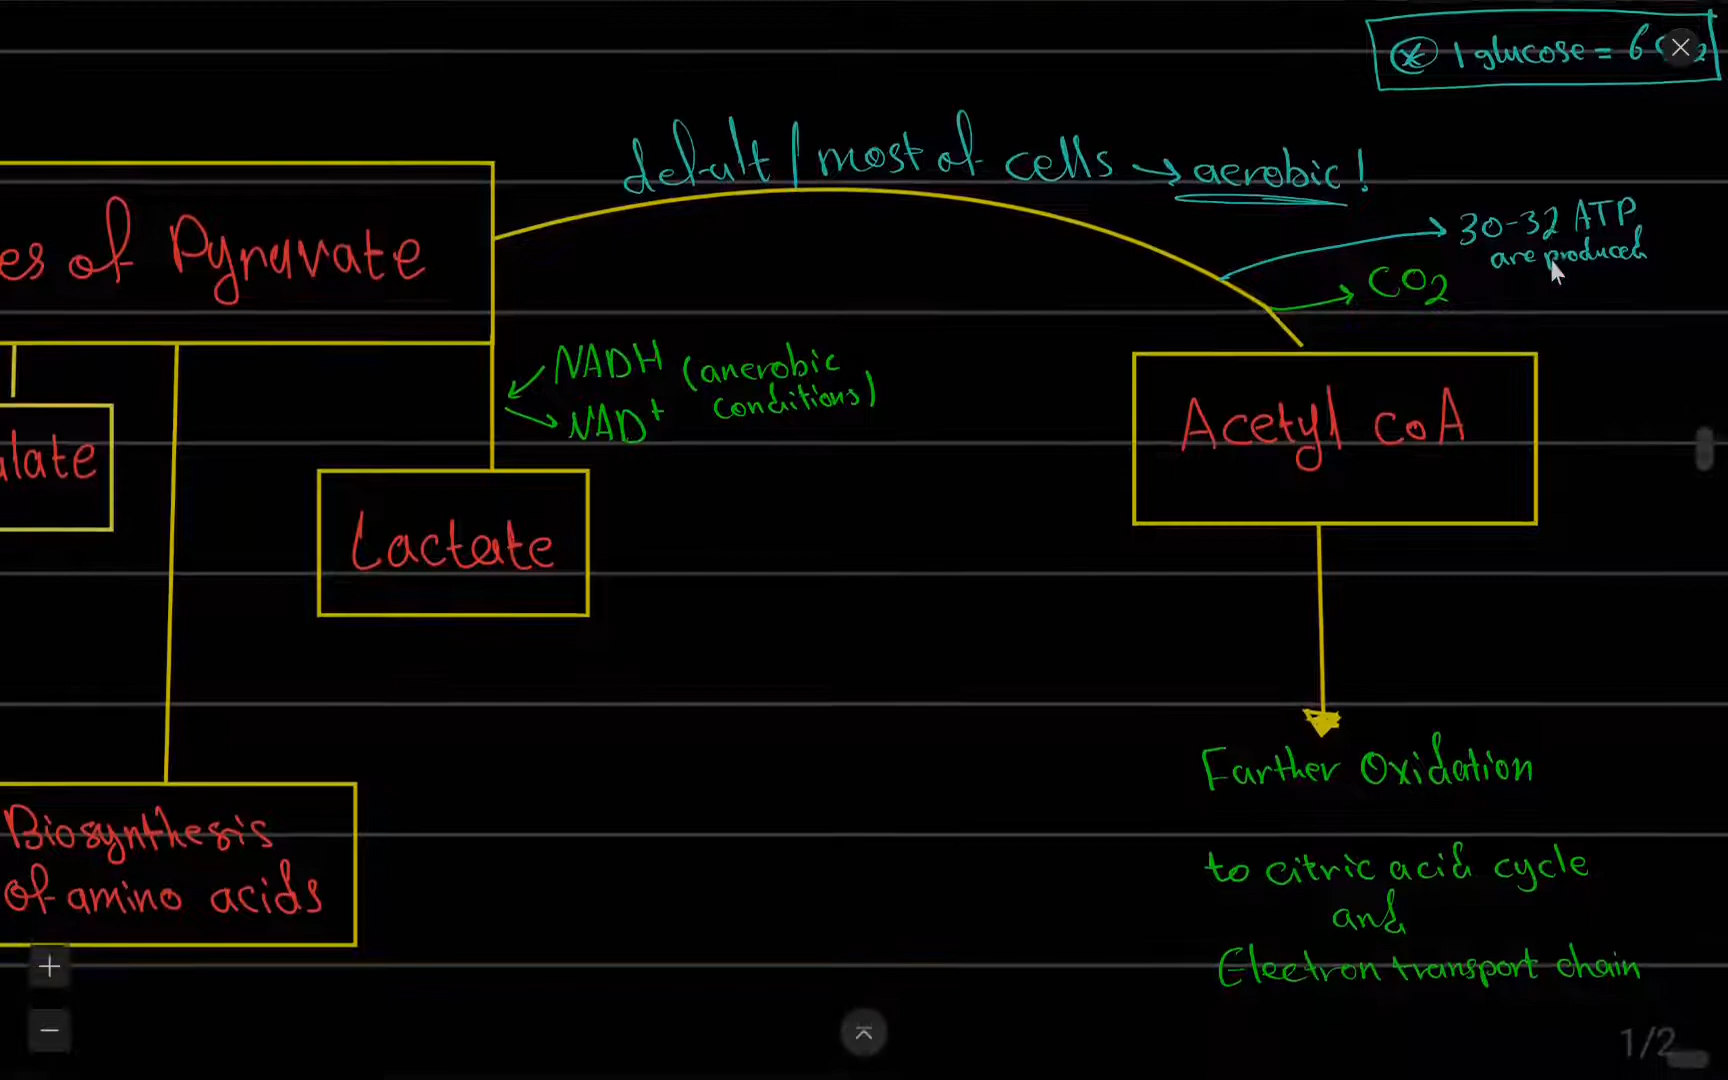 1 glucose = 6
defult / most of cells → aerobic!
30-32 ATP
are produced
CO2
es of Pyruvate
NADH (anerobic
conditions)
NAD+
Acetyl coA
late
Lactate
Farther Oxidation
to citric acid cycle
and
Electron transport chain
Biosynthesis
of amino acids
1/2